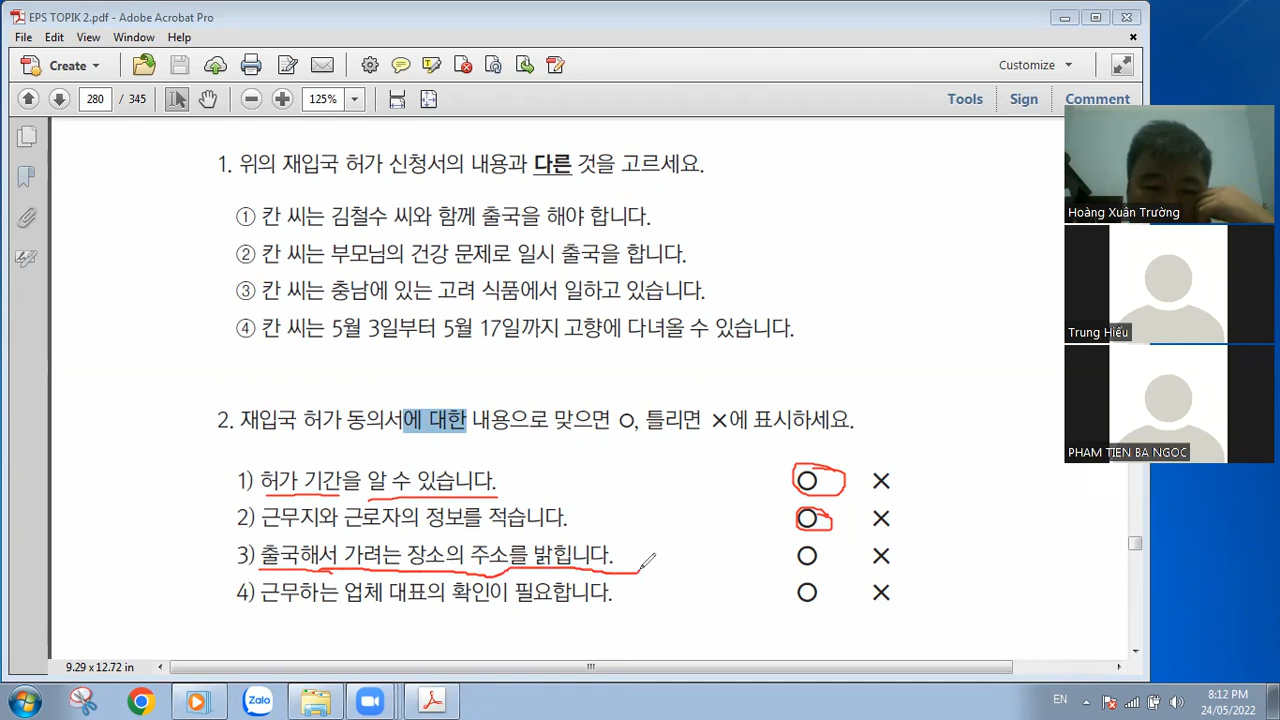 EPS TOPIK 2.pdf - Adobe Acrobat Pro
File Edit View Window Help
Create
Customize
280 / 345
125%
Tools Sign Comment
1. 위의 재입국 허가 신청서의 내용과 다른 것을 고르세요.
① 칸 씨는 김철수 씨와 함께 출국을 해야 합니다.
② 칸 씨는 부모님의 건강 문제로 일시 출국을 합니다.
③ 칸 씨는 충남에 있는 고려 식품에서 일하고 있습니다.
④ 칸 씨는 5월 3일부터 5월 17일까지 고향에 다녀올 수 있습니다.
2. 재입국 허가 동의서에 대한 내용으로 맞으면 ○, 틀리면 ×에 표시하세요.
1) 허가 기간을 알 수 있습니다. ○ ×
2) 근무지와 근로자의 정보를 적습니다. ○ ×
3) 출국해서 가려는 장소의 주소를 밝힙니다. ○ ×
4) 근무하는 업체 대표의 확인이 필요합니다. ○ ×
Hoàng Xuân Trường
Trung Hiếu
PHAM TIEN BA NGOC
9.29 x 12.72 in
Zalo
EN
8:12 PM
24/05/2022